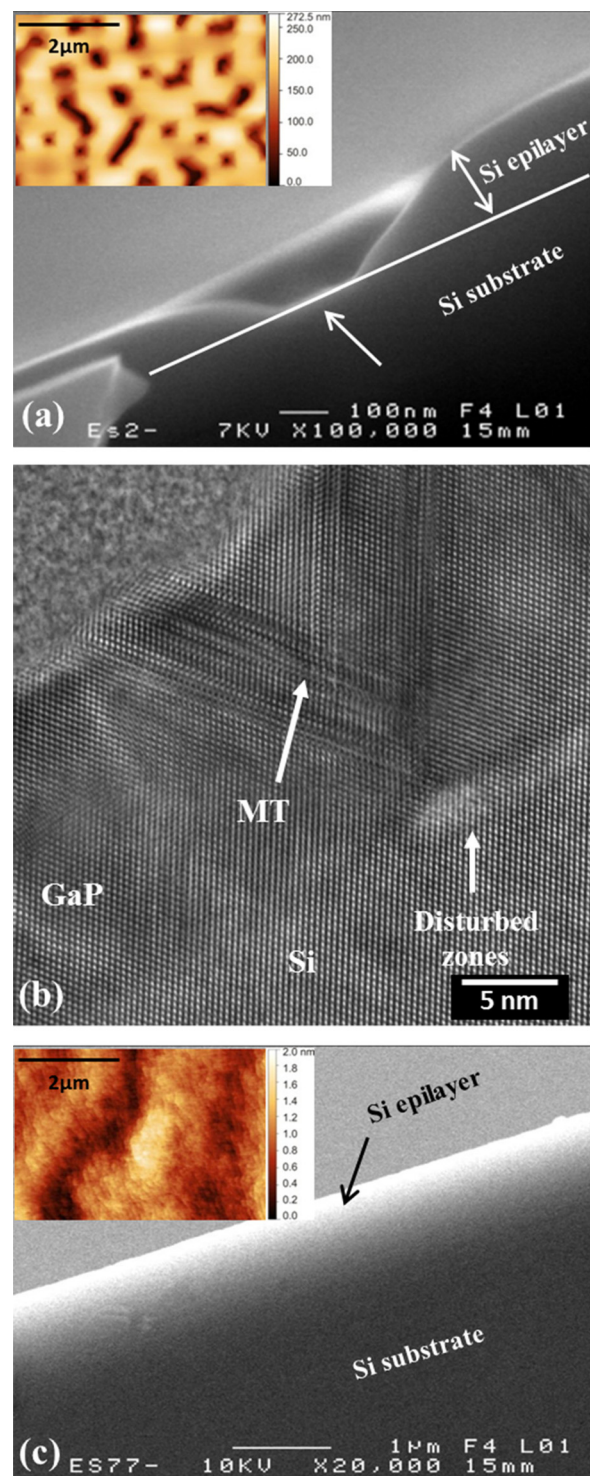 2µm
272.5 nm
250.0
200.0
150.0
100.0
50.0
0.0
Si epilayer
Si substrate
(a)
100nm F4 L01
Es2- 7KV X100,000 15mm
MT
GaP
Si
Disturbed
zones
5 nm
(b)
2µm
2.0 nm
1.8
1.6
1.4
1.2
1.0
0.8
0.6
0.4
0.2
0.0
Si epilayer
Si substrate
(c)
1µm F4 L01
ES77- 10KV X20,000 15mm